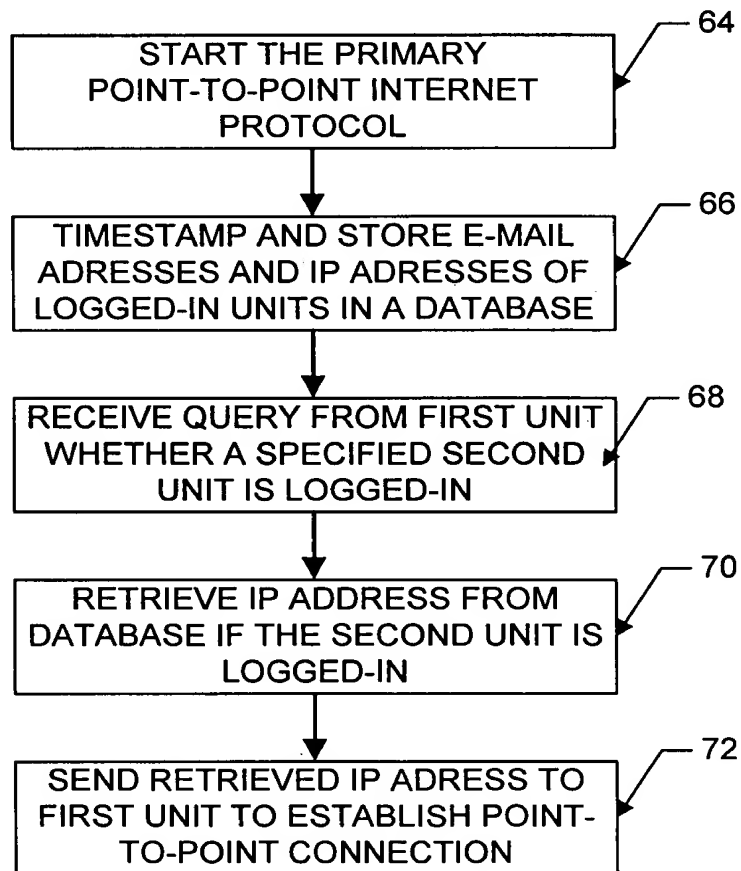 64
START THE PRIMARY
POINT-TO-POINT INTERNET
PROTOCOL
66
TIMESTAMP AND STORE E-MAIL
ADRESSES AND IP ADRESSES OF
LOGGED-IN UNITS IN A DATABASE
68
RECEIVE QUERY FROM FIRST UNIT
WHETHER A SPECIFIED SECOND
UNIT IS LOGGED-IN
70
RETRIEVE IP ADDRESS FROM
DATABASE IF THE SECOND UNIT IS
LOGGED-IN
72
SEND RETRIEVED IP ADRESS TO
FIRST UNIT TO ESTABLISH POINT-
TO-POINT CONNECTION